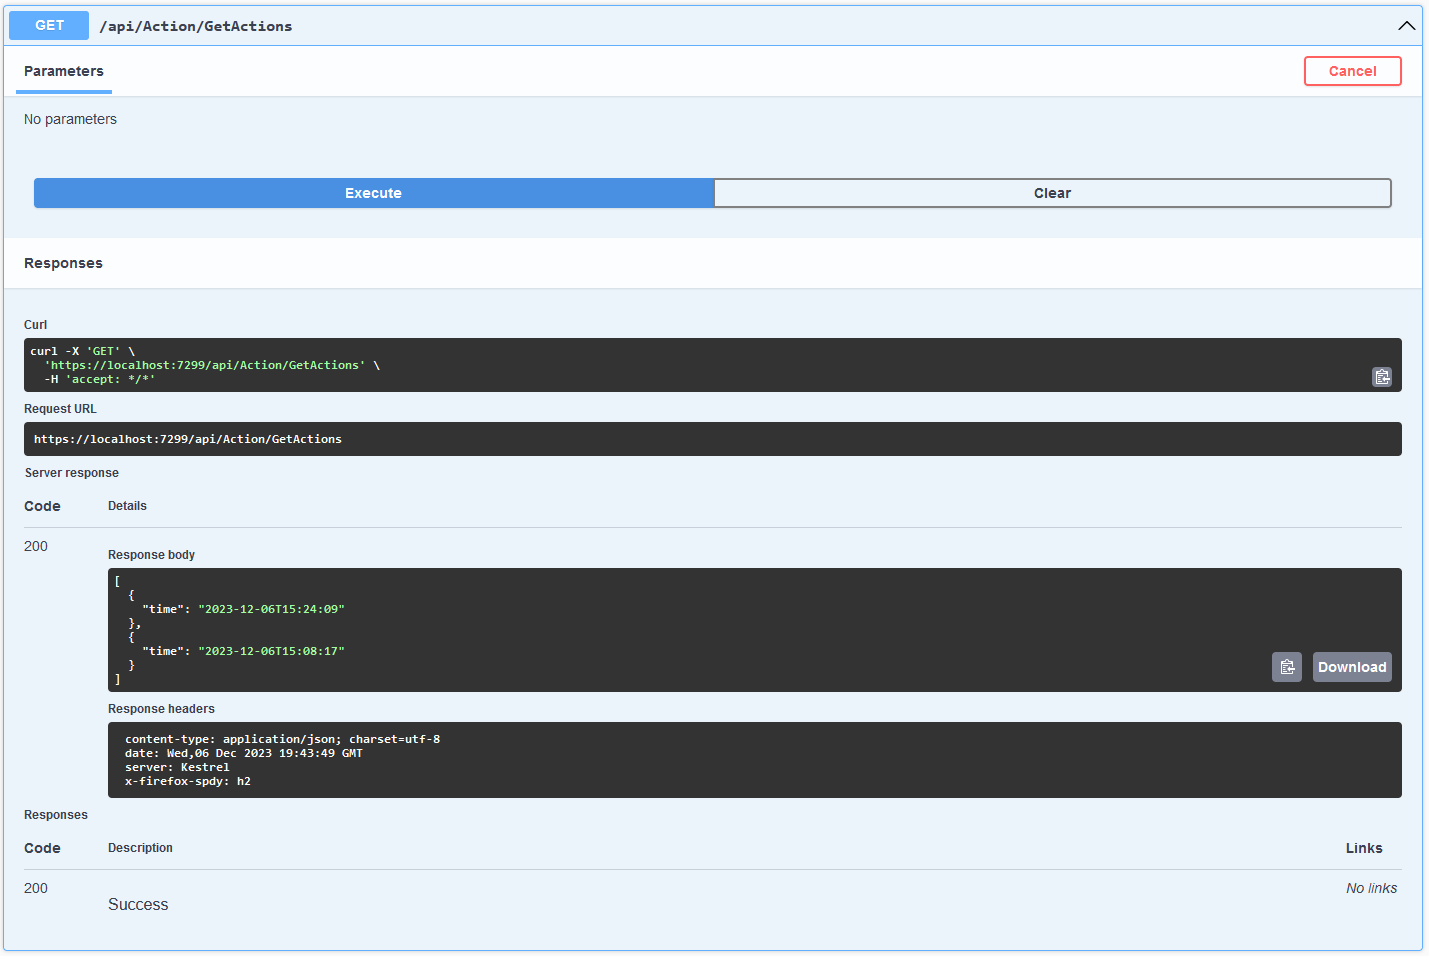 GET /api/Action/GetActions
Parameters
Cancel
No parameters
Execute
Clear
Responses
Curl
curl -X 'GET' \
  'https://localhost:7299/api/Action/GetActions' \
  -H 'accept: */*'
Request URL
https://localhost:7299/api/Action/GetActions
Server response
Code Details
200
Response body
[
  {
    "time": "2023-12-06T15:24:09"
  },
  {
    "time": "2023-12-06T15:08:17"
  }
]
Download
Response headers
content-type: application/json; charset=utf-8
date: Wed,06 Dec 2023 19:43:49 GMT
server: Kestrel
x-firefox-spdy: h2
Responses
Code Description Links
200
Success
No links